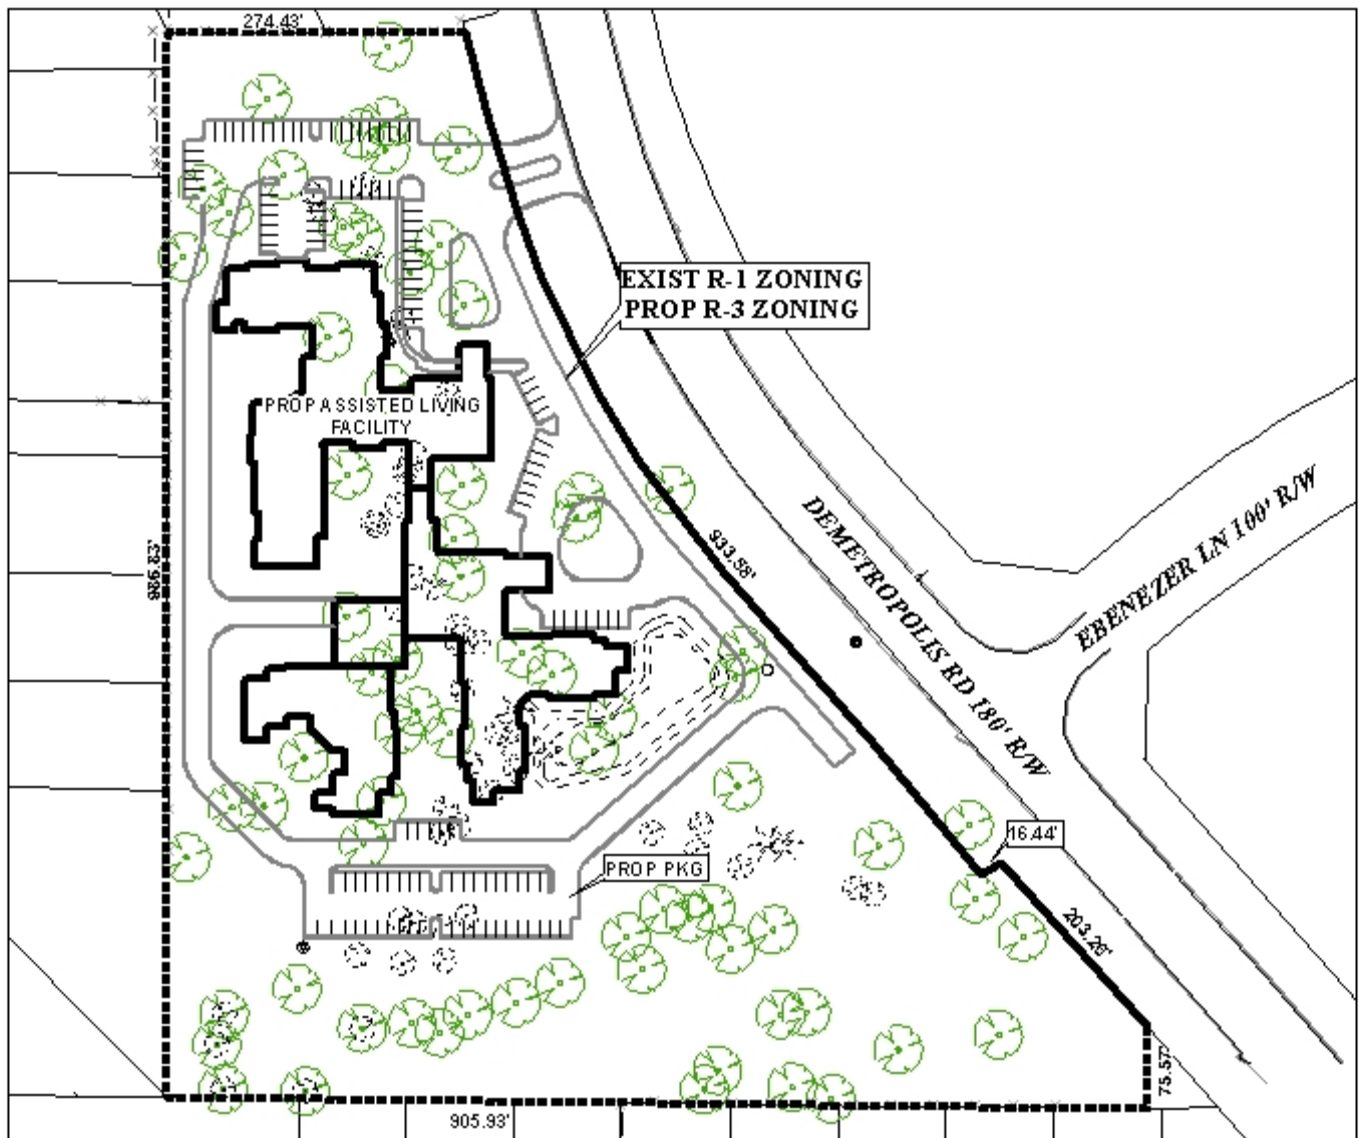 274.43'
EXIST R-1 ZONING
PROP R-3 ZONING
PROP ASSISTED LIVING
FACILITY
986.83'
933.58'
DEMETROPOLIS RD 180' R/W
EBENEZER LN 100' R/W
16.44'
PROP PKG
203.26'
75.57'
905.93'